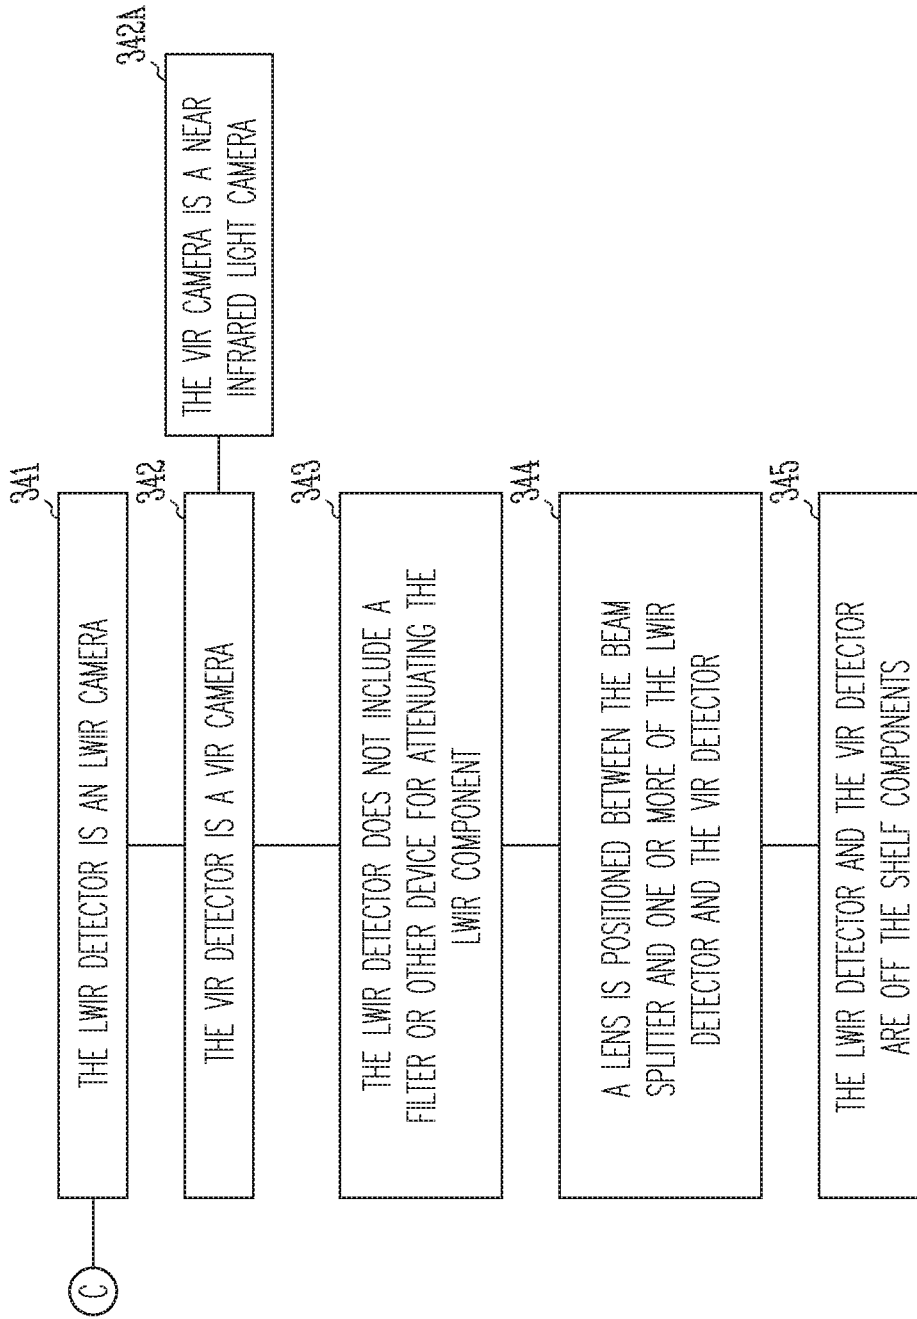 C
341
THE LWIR DETECTOR IS AN LWIR CAMERA
342
THE VIR DETECTOR IS A VIR CAMERA
342A
THE VIR CAMERA IS A NEAR
INFRARED LIGHT CAMERA
343
THE LWIR DETECTOR DOES NOT INCLUDE A
FILTER OR OTHER DEVICE FOR ATTENUATING THE
LWIR COMPONENT
344
A LENS IS POSITIONED BETWEEN THE BEAM
SPLITTER AND ONE OR MORE OF THE LWIR
DETECTOR AND THE VIR DETECTOR
345
THE LWIR DETECTOR AND THE VIR DETECTOR
ARE OFF THE SHELF COMPONENTS